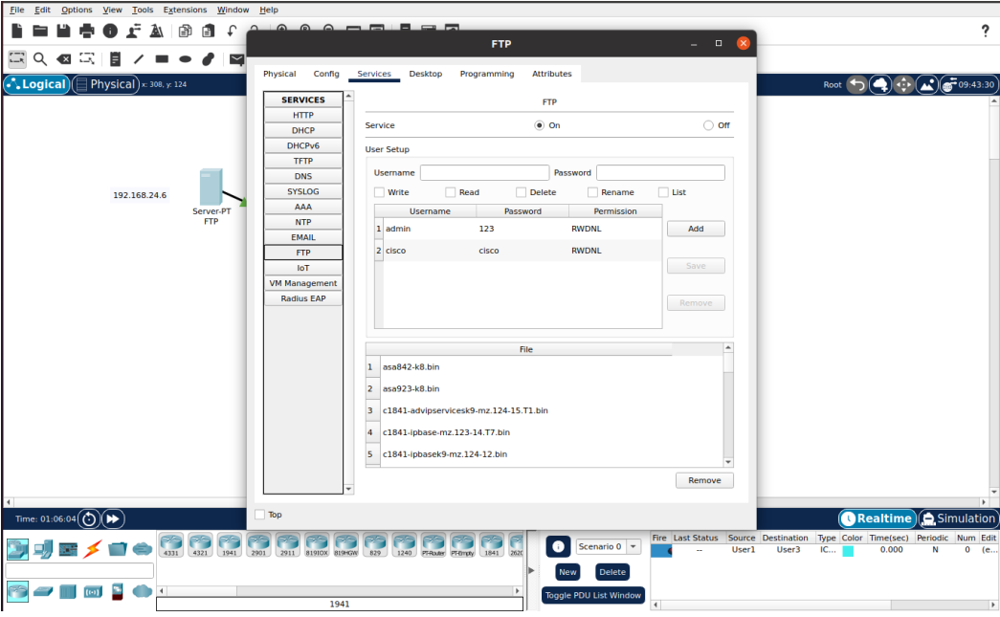 File Edit Options View Tools Extensions Window Help
FTP
?
Physical Config Services Desktop Programming Attributes
Logical Physical x: 308, y: 124
Root 09:43:30
SERVICES
HTTP
DHCP
DHCPv6
TFTP
DNS
SYSLOG
AAA
NTP
EMAIL
FTP
IoT
VM Management
Radius EAP
FTP
Service On Off
User Setup
Username Password
Write Read Delete Rename List
Username Password Permission
1 admin 123 RWDNL
2 cisco cisco RWDNL
Add
Save
Remove
File
1 asa842-k8.bin
2 asa923-k8.bin
3 c1841-advipservicesk9-mz.124-15.T1.bin
4 c1841-ipbase-mz.123-14.T7.bin
5 c1841-ipbasek9-mz.124-12.bin
Remove
Top
192.168.24.6
Server-PT
FTP
Time: 01:06:04
Realtime Simulation
4331 4321 1941 2901 2911 819IOX 819HGW 829 1240 PT-Router PT-Empty 1841
1941
Scenario 0
New Delete
Toggle PDU List Window
Fire Last Status Source Destination Type Color Time(sec) Periodic Num Edit
-- User1 User3 IC... 0.000 N 0 (e...